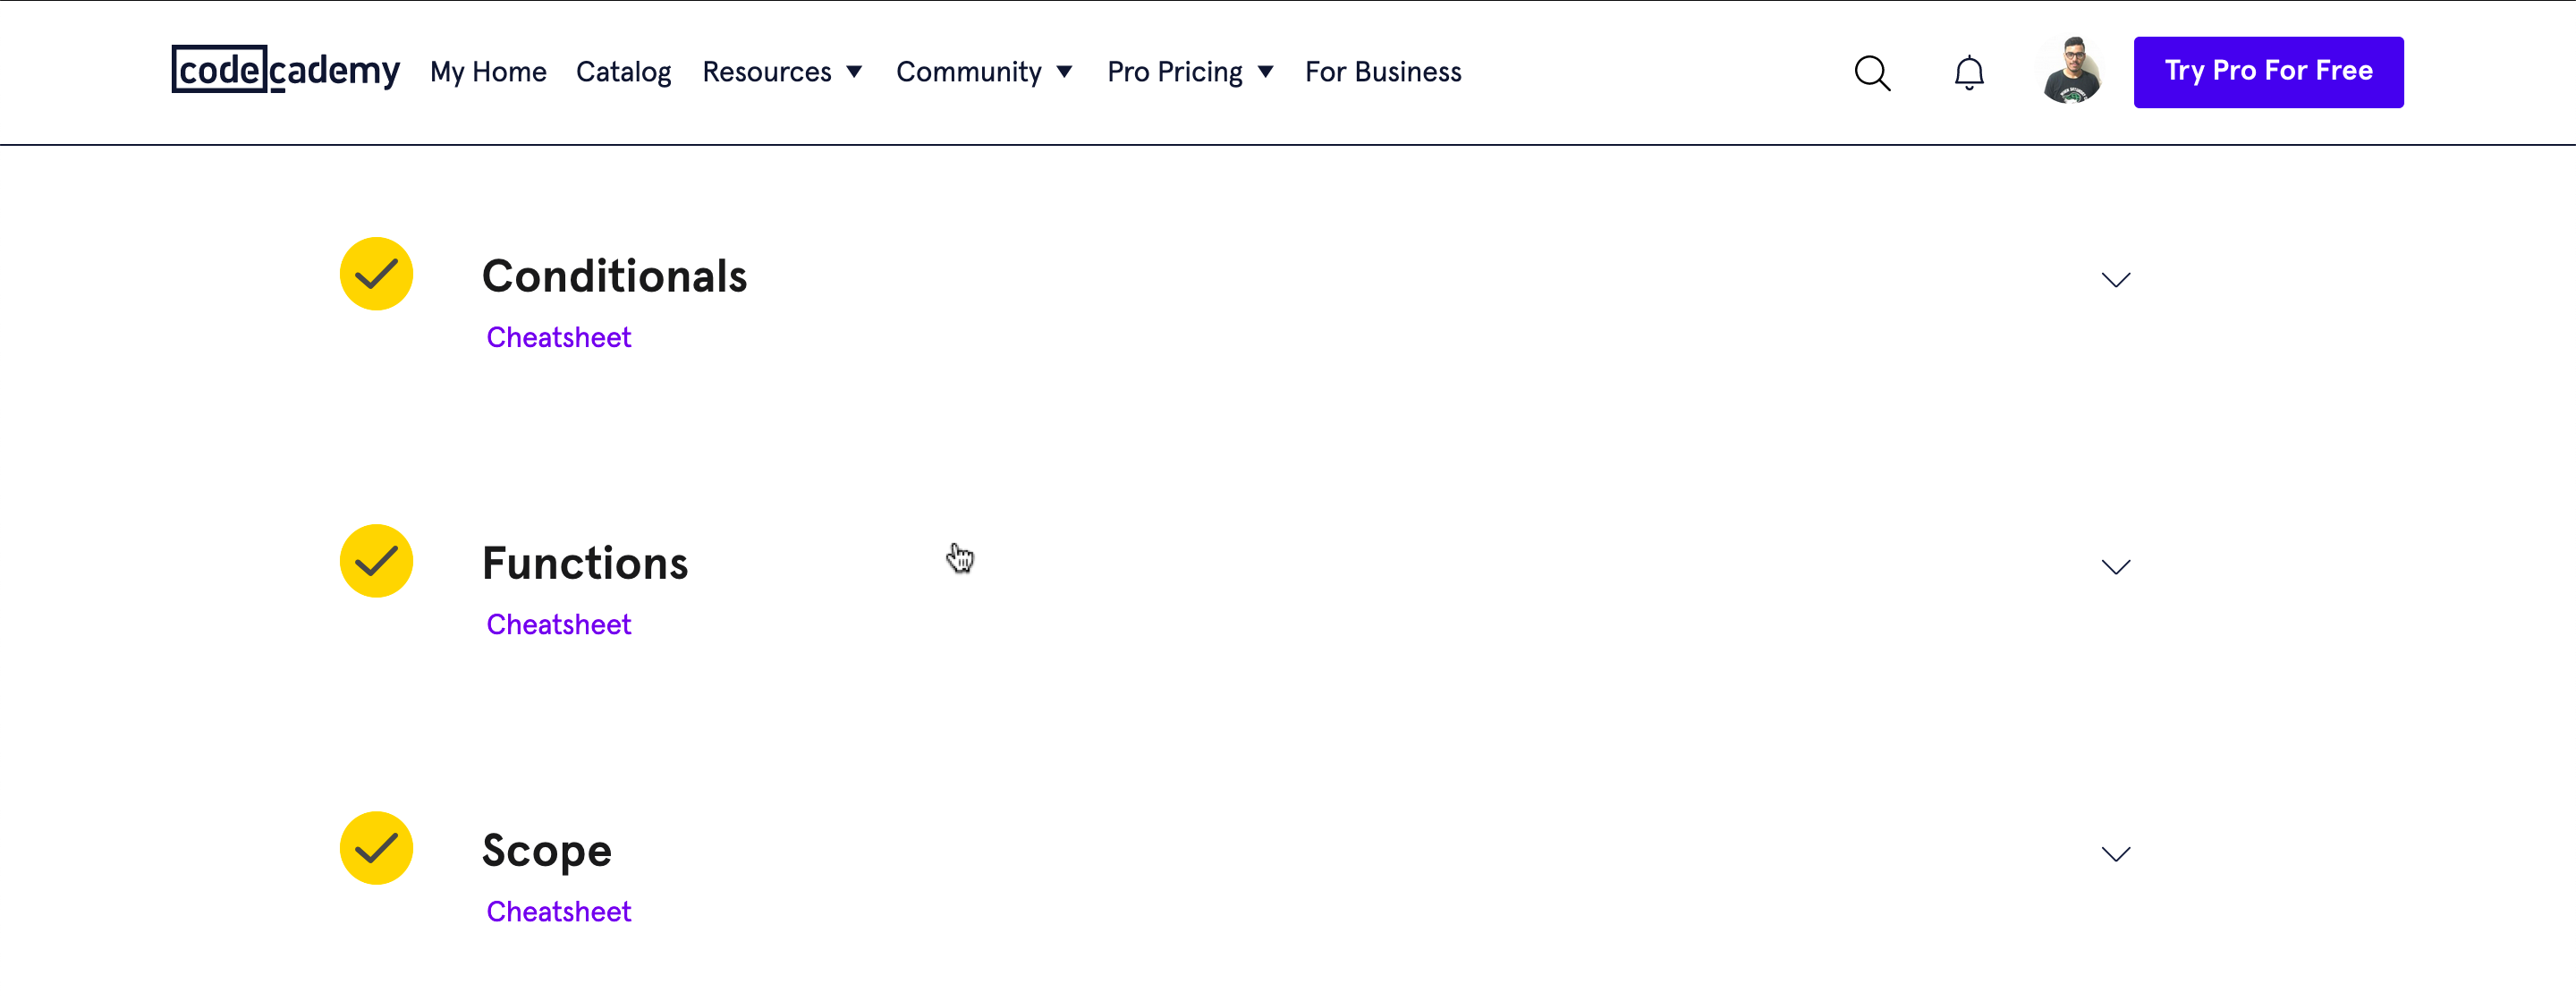 codecademy My Home Catalog Resources Community Pro Pricing For Business Try Pro For Free
Conditionals
Cheatsheet
Functions
Cheatsheet
Scope
Cheatsheet